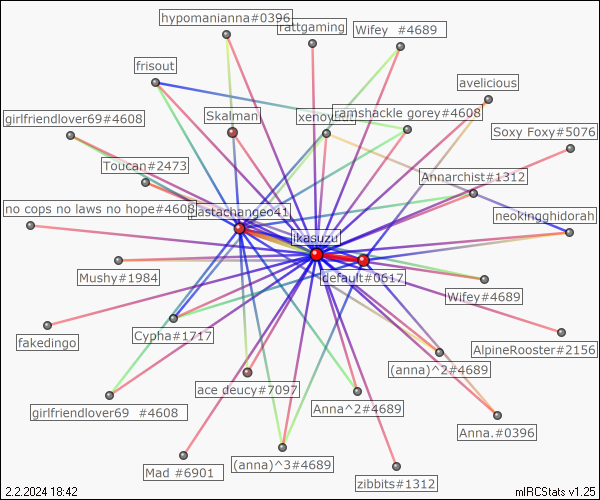 hypomanianna#0396
rattgaming
Wifey  #4689
frisout
avelicious
girlfriendlover69#4608
Skalman
ramshackle gorey#4608
Soxy Foxy#5076
Toucan#2473
Annarchist#1312
no cops no laws no hope#4608
neokingghidorah
ikasuzu
Mushy#1984
default#0617
Wifey#4689
fakedingo
Cypha#1717
AlpineRooster#2156
(anna)^2#4689
ace deucy#7097
girlfriendlover69  #4608
Anna^2#4689
Anna.#0396
Mad #6901
(anna)^3#4689
zibbits#1312
2.2.2024 18:42
mIRCStats v1.25